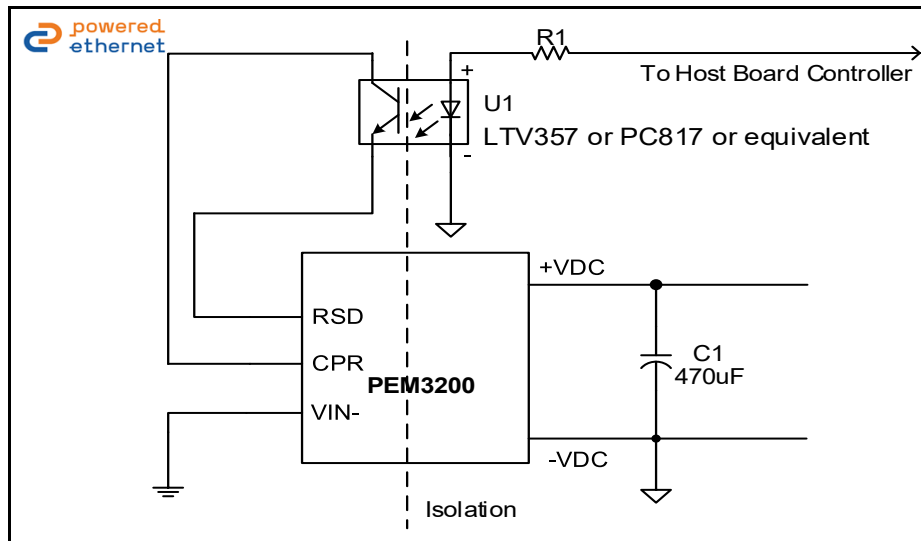 powered
ethernet
R1
To Host Board Controller
+
U1
LTV357 or PC817 or equivalent
-
+VDC
RSD
C1
470uF
CPR
PEM3200
VIN-
-VDC
Isolation